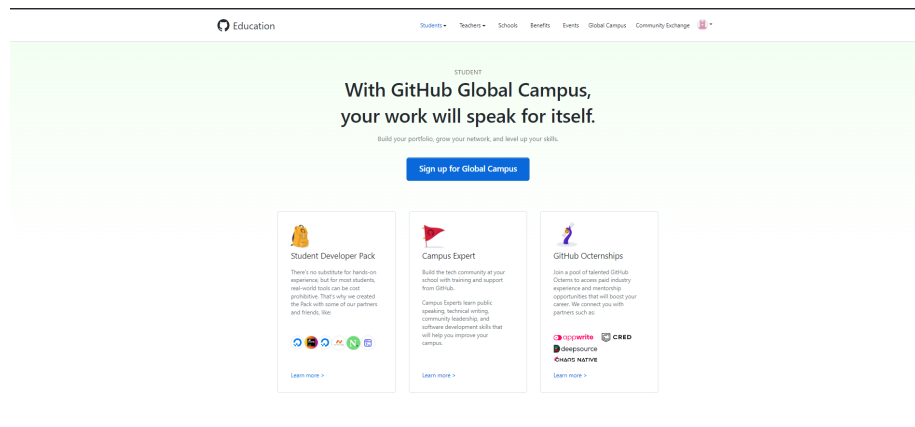 Education
Students Teachers Schools Benefits Events Global Campus Community Exchange
STUDENT
With GitHub Global Campus,
your work will speak for itself.
Build your portfolio, grow your network, and level up your skills.
Sign up for Global Campus
Student Developer Pack
There's no substitute for hands-on
experience, but for most students,
real-world tools can be cost
prohibitive. That's why we created
the Pack with some of our partners
and friends, like:
N
Learn more >
Campus Expert
Build the tech community at your
school with training and support
from GitHub.
Campus Experts learn public
speaking, technical writing,
community leadership, and
software development skills that
will help you improve your
campus.
Learn more >
GitHub Octernships
Join a pool of talented GitHub
Octerns to access paid industry
experience and mentorship
opportunities that will boost your
career. We connect you with
partners such as:
appwrite CRED
deepsource
CHAOS NATIVE
Learn more >